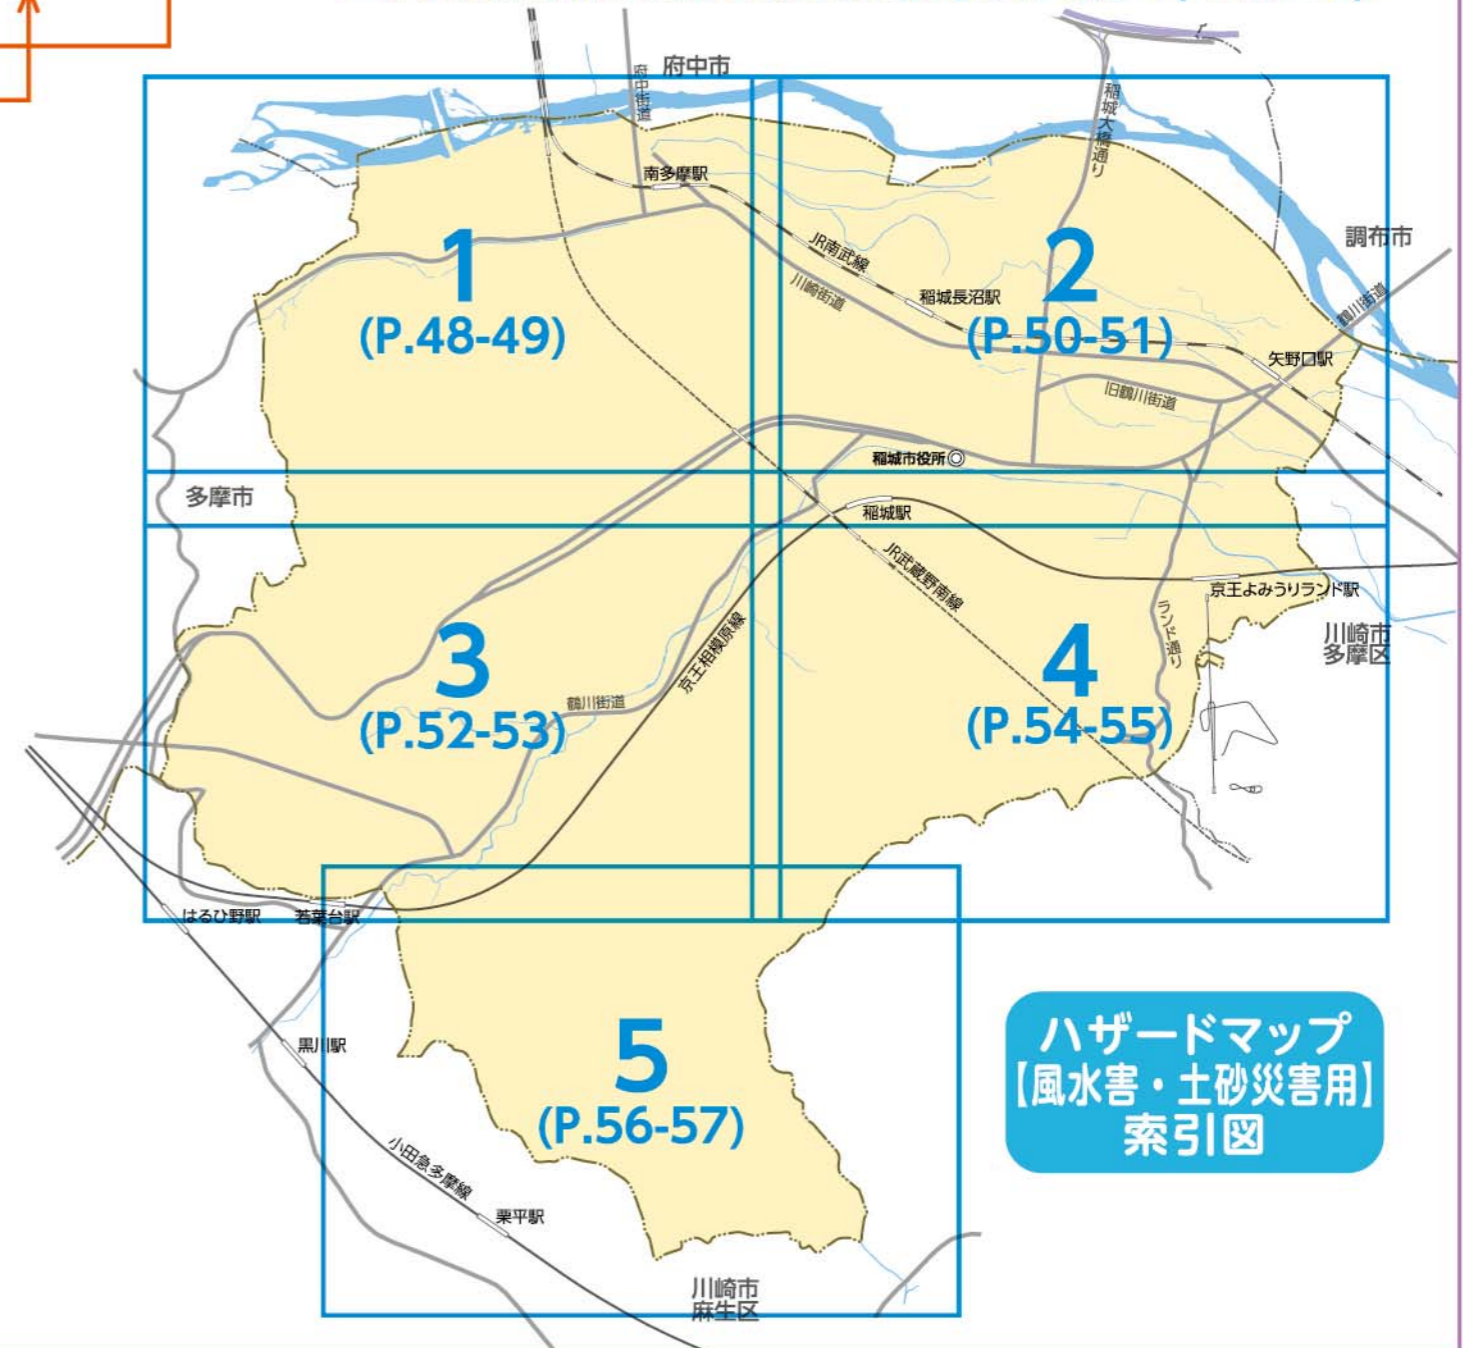 府中市
府中街道
稲城大橋通り
南多摩駅
調布市
JR南武線
1
2
川崎街道
稲城長沼駅
鶴川街道
(P.48-49)
(P.50-51)
矢野口駅
旧鶴川街道
稲城市役所
多摩市
稲城駅
JR武蔵野南線
京王よみうりランド駅
ランド通り
川崎市
多摩区
3
4
京王相模原線
鶴川街道
(P.52-53)
(P.54-55)
はるひ野駅
若葉台駅
黒川駅
5
(P.56-57)
ハザードマップ
【風水害・土砂災害用】
索引図
小田急多摩線
栗平駅
川崎市
麻生区